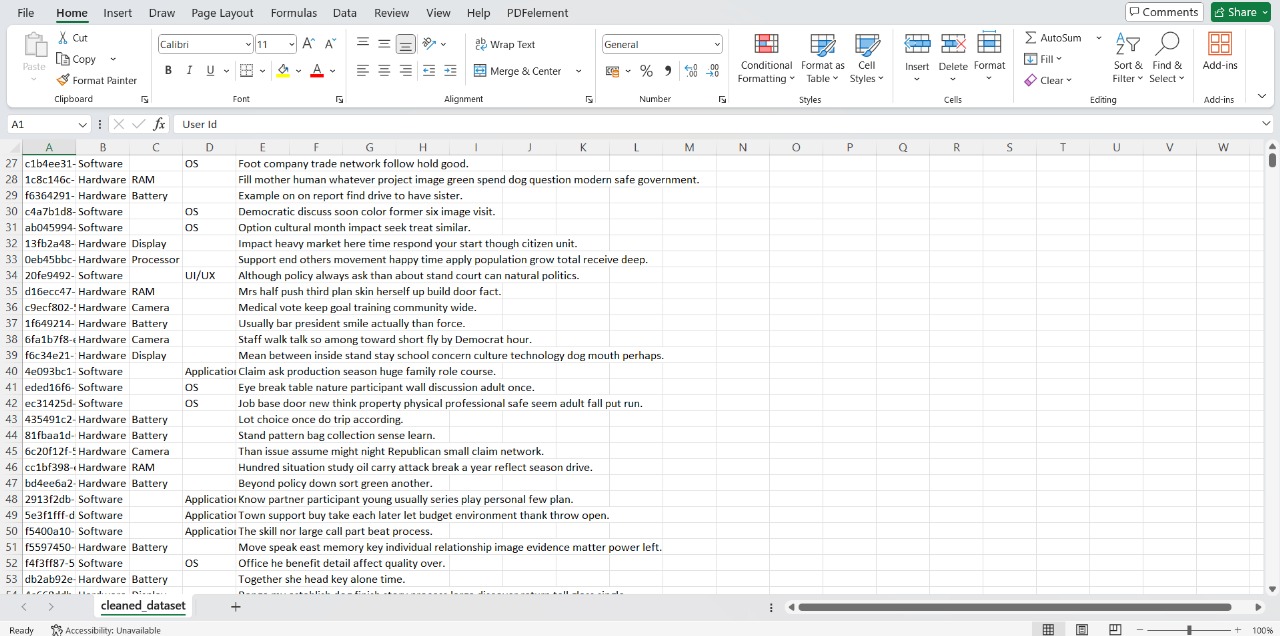 File Home Insert Draw Page Layout Formulas Data Review View Help PDFelement Comments Share
Paste Cut Copy Format Painter Clipboard
Calibri 11 A A B I U A Font
Wrap Text Merge & Center Alignment
General % Number
Conditional Formatting Format as Table Cell Styles Styles
Insert Delete Format Cells
AutoSum Fill Clear Sort & Filter Find & Select Editing
Add-ins Add-ins
A1 fx User Id
A B C D E F G H I J K L M N O P Q R S T U V W
27 c1b4ee31- Software OS Foot company trade network follow hold good.
28 1c8c146c- Hardware RAM Fill mother human whatever project image green spend dog question modern safe government.
29 f6364291- Hardware Battery Example on on report find drive to have sister.
30 c4a7b1d8- Software OS Democratic discuss soon color former six image visit.
31 ab045994- Software OS Option cultural month impact seek treat similar.
32 13fb2a48- Hardware Display Impact heavy market here time respond your start though citizen unit.
33 0eb45bbc- Hardware Processor Support end others movement happy time apply population grow total receive deep.
34 20fe9492- Software UI/UX Although policy always ask than about stand court can natural politics.
35 d16ecc47- Hardware RAM Mrs half push third plan skin herself up build door fact.
36 c9ecf802- Hardware Camera Medical vote keep goal training community wide.
37 1f649214- Hardware Battery Usually bar president smile actually than force.
38 6fa1b7f8- Hardware Camera Staff walk talk so among toward short fly by Democrat hour.
39 f6c34e21- Hardware Display Mean between inside stand stay school concern culture technology dog mouth perhaps.
40 4e093bc1- Software Application Claim ask production season huge family role course.
41 eded16f6- Software OS Eye break table nature participant wall discussion adult once.
42 ec31425d- Software OS Job base door new think property physical professional safe seem adult fall put run.
43 435491c2- Hardware Battery Lot choice once do trip according.
44 81fbaa1d- Hardware Battery Stand pattern bag collection sense learn.
45 6c20f12f- Hardware Camera Than issue assume might night Republican small claim network.
46 cc1bf398- Hardware RAM Hundred situation study oil carry attack break a year reflect season drive.
47 bd4ee6a2- Hardware Battery Beyond policy down sort green another.
48 2913f2db- Software Application Know partner participant young usually series play personal few plan.
49 5e3f1fff-d Software Application Town support buy take each later let budget environment thank throw open.
50 f5400a10- Software Application The skill nor large call part beat process.
51 f5597450- Hardware Battery Move speak east memory key individual relationship image evidence matter power left.
52 f4f3ff87-5 Software OS Office he benefit detail affect quality over.
53 db2ab92e- Hardware Battery Together she head key alone time.
cleaned_dataset
Ready Accessibility: Unavailable 100%